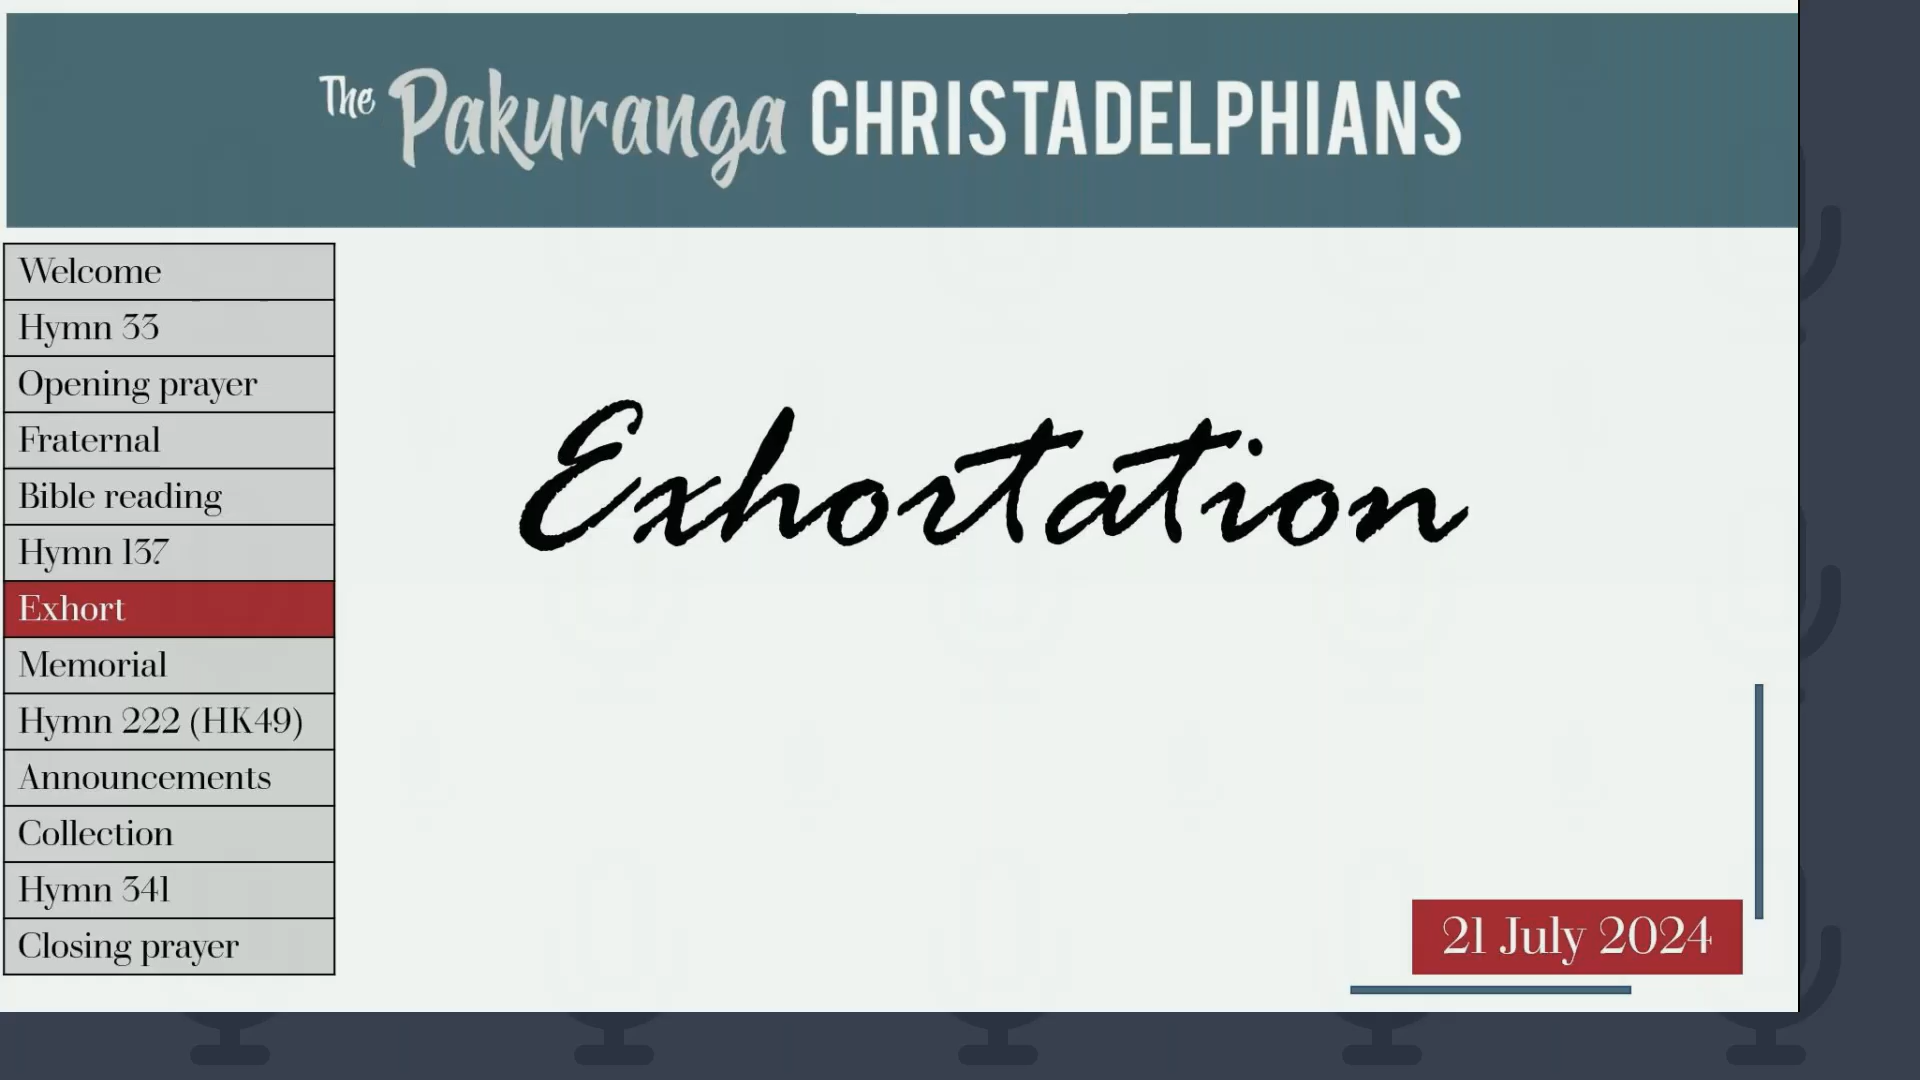 The Pakuranga CHRISTADELPHIANS
Welcome
Hymn 33
Opening prayer
Fraternal
Bible reading
Hymn 137
Exhort
Memorial
Hymn 222 (HK49)
Announcements
Collection
Hymn 341
Closing prayer
Exhortation
21 July 2024